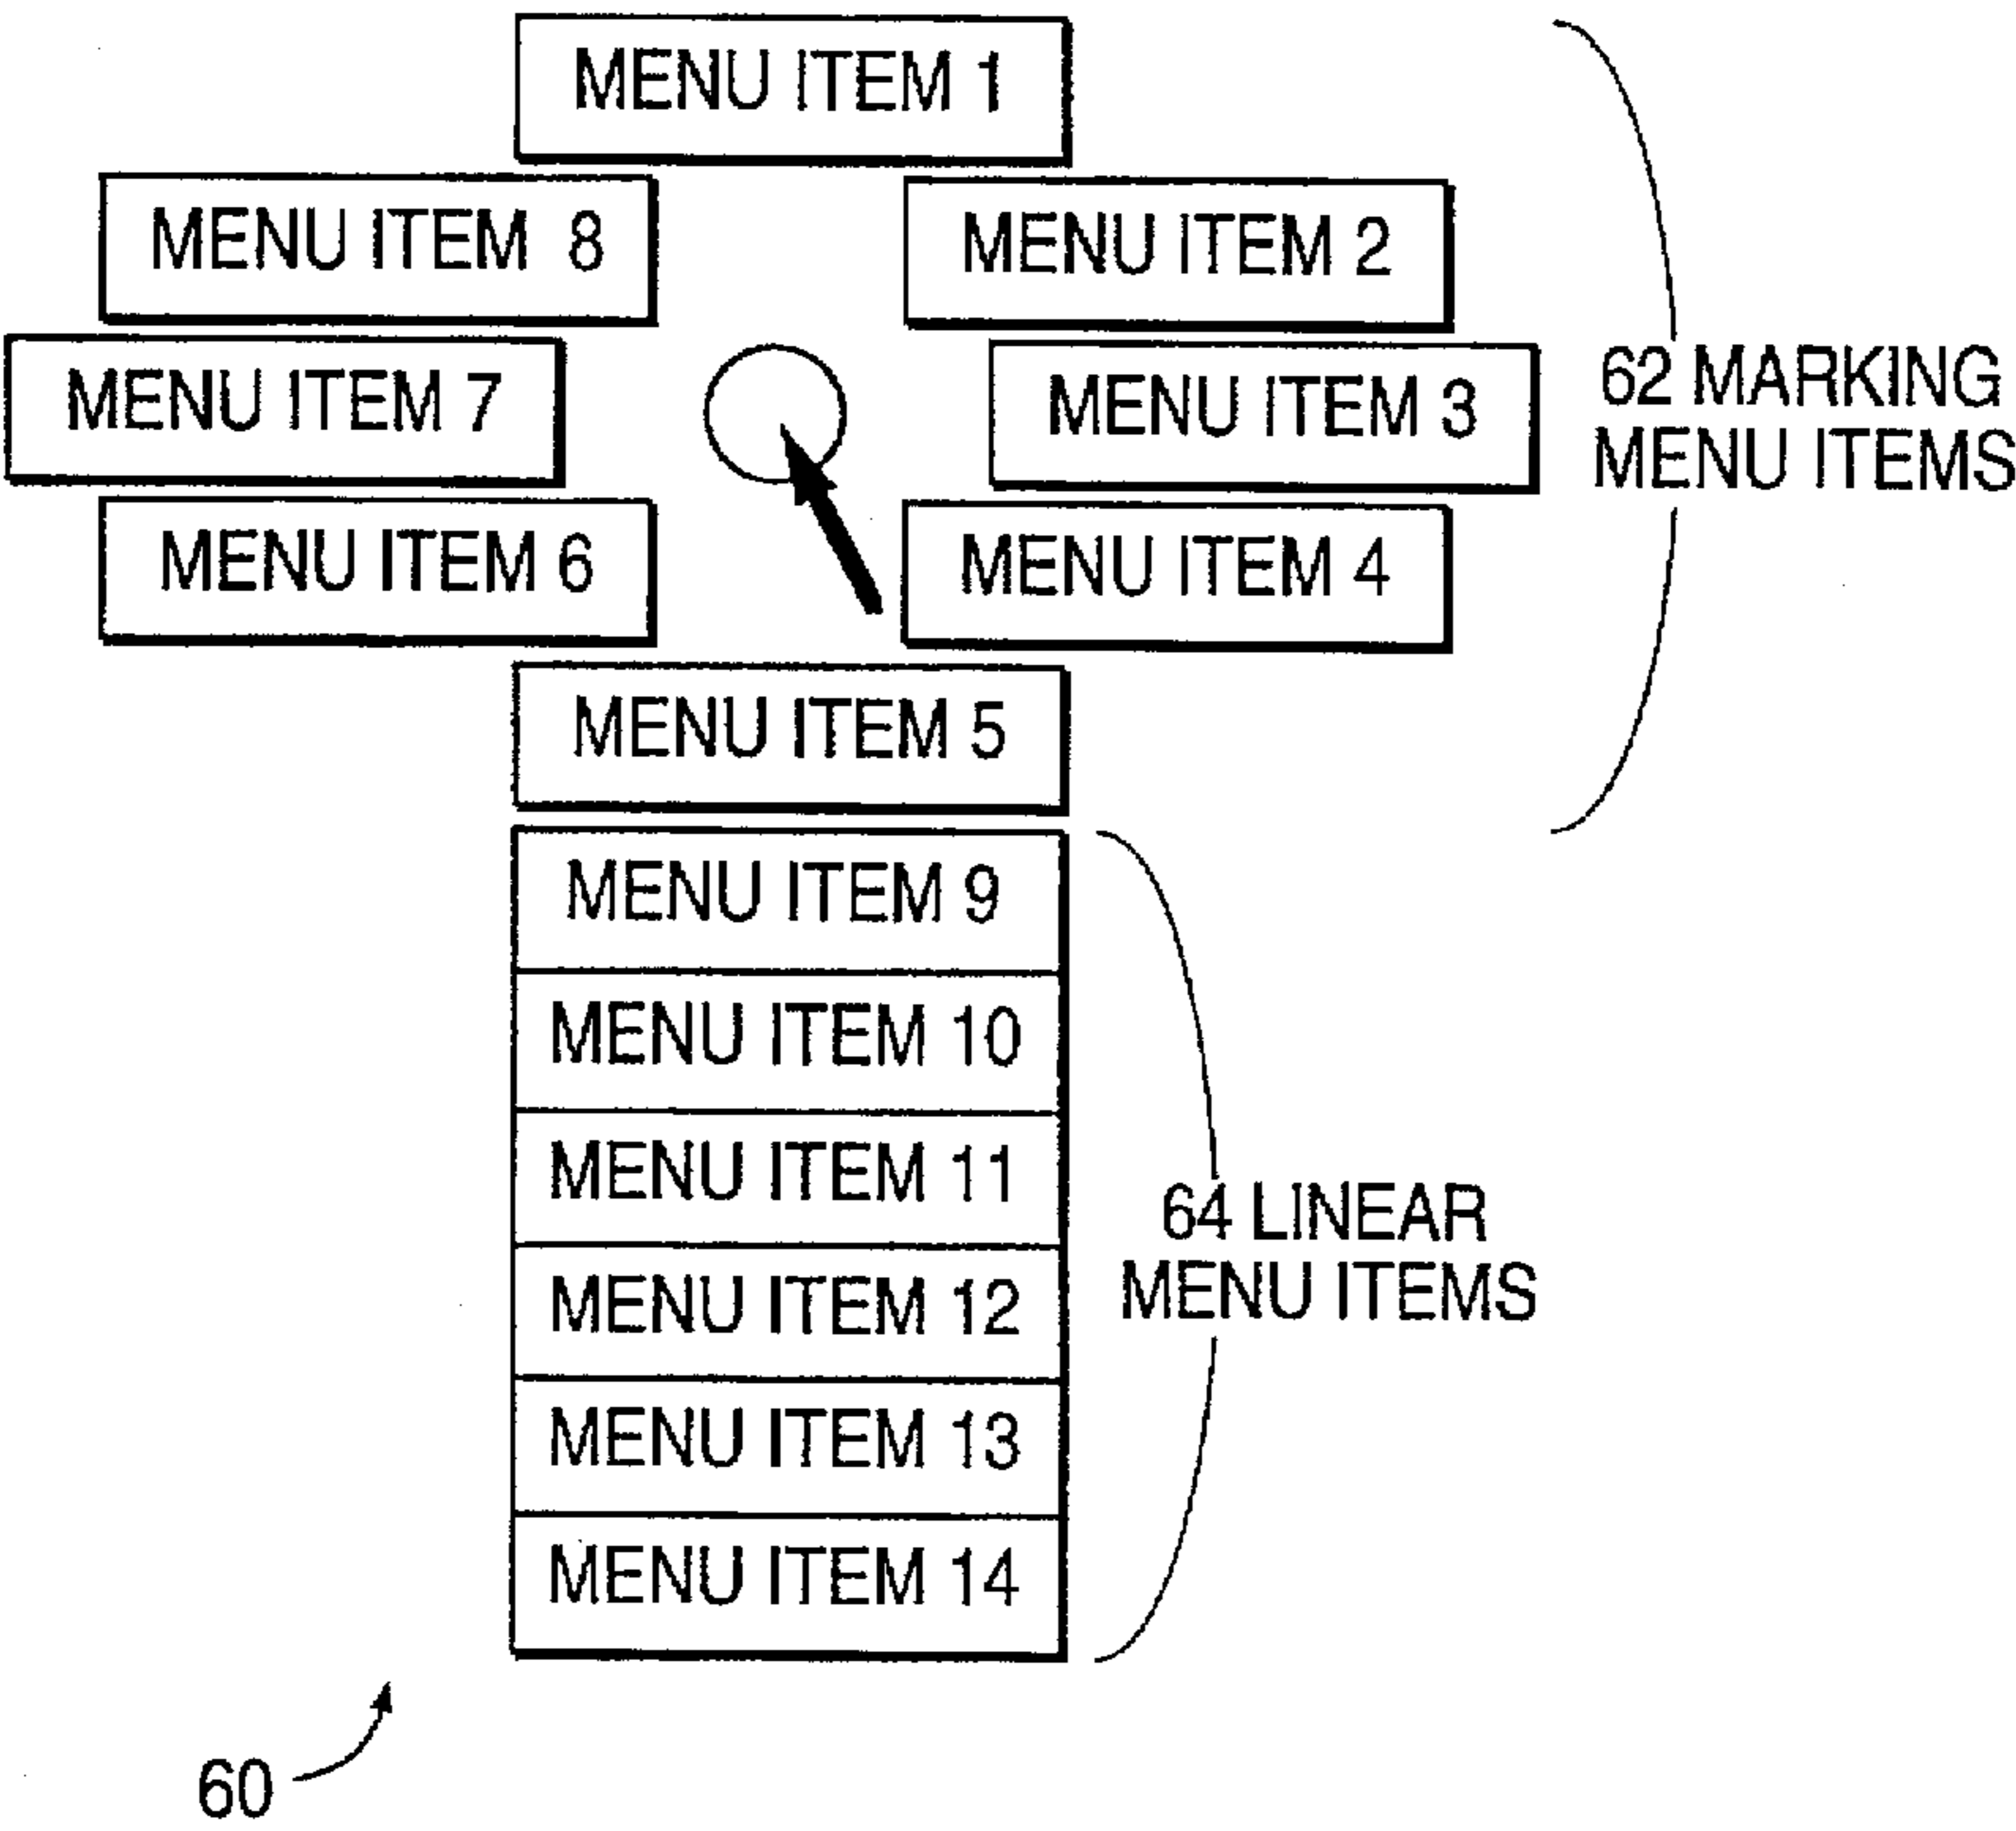 MENU ITEM 1
MENU ITEM 8
MENU ITEM 2
MENU ITEM 7
MENU ITEM 3
62 MARKING
MENU ITEMS
MENU ITEM 6
MENU ITEM 4
MENU ITEM 5
MENU ITEM 9
MENU ITEM 10
MENU ITEM 11
64 LINEAR
MENU ITEMS
MENU ITEM 12
MENU ITEM 13
MENU ITEM 14
60